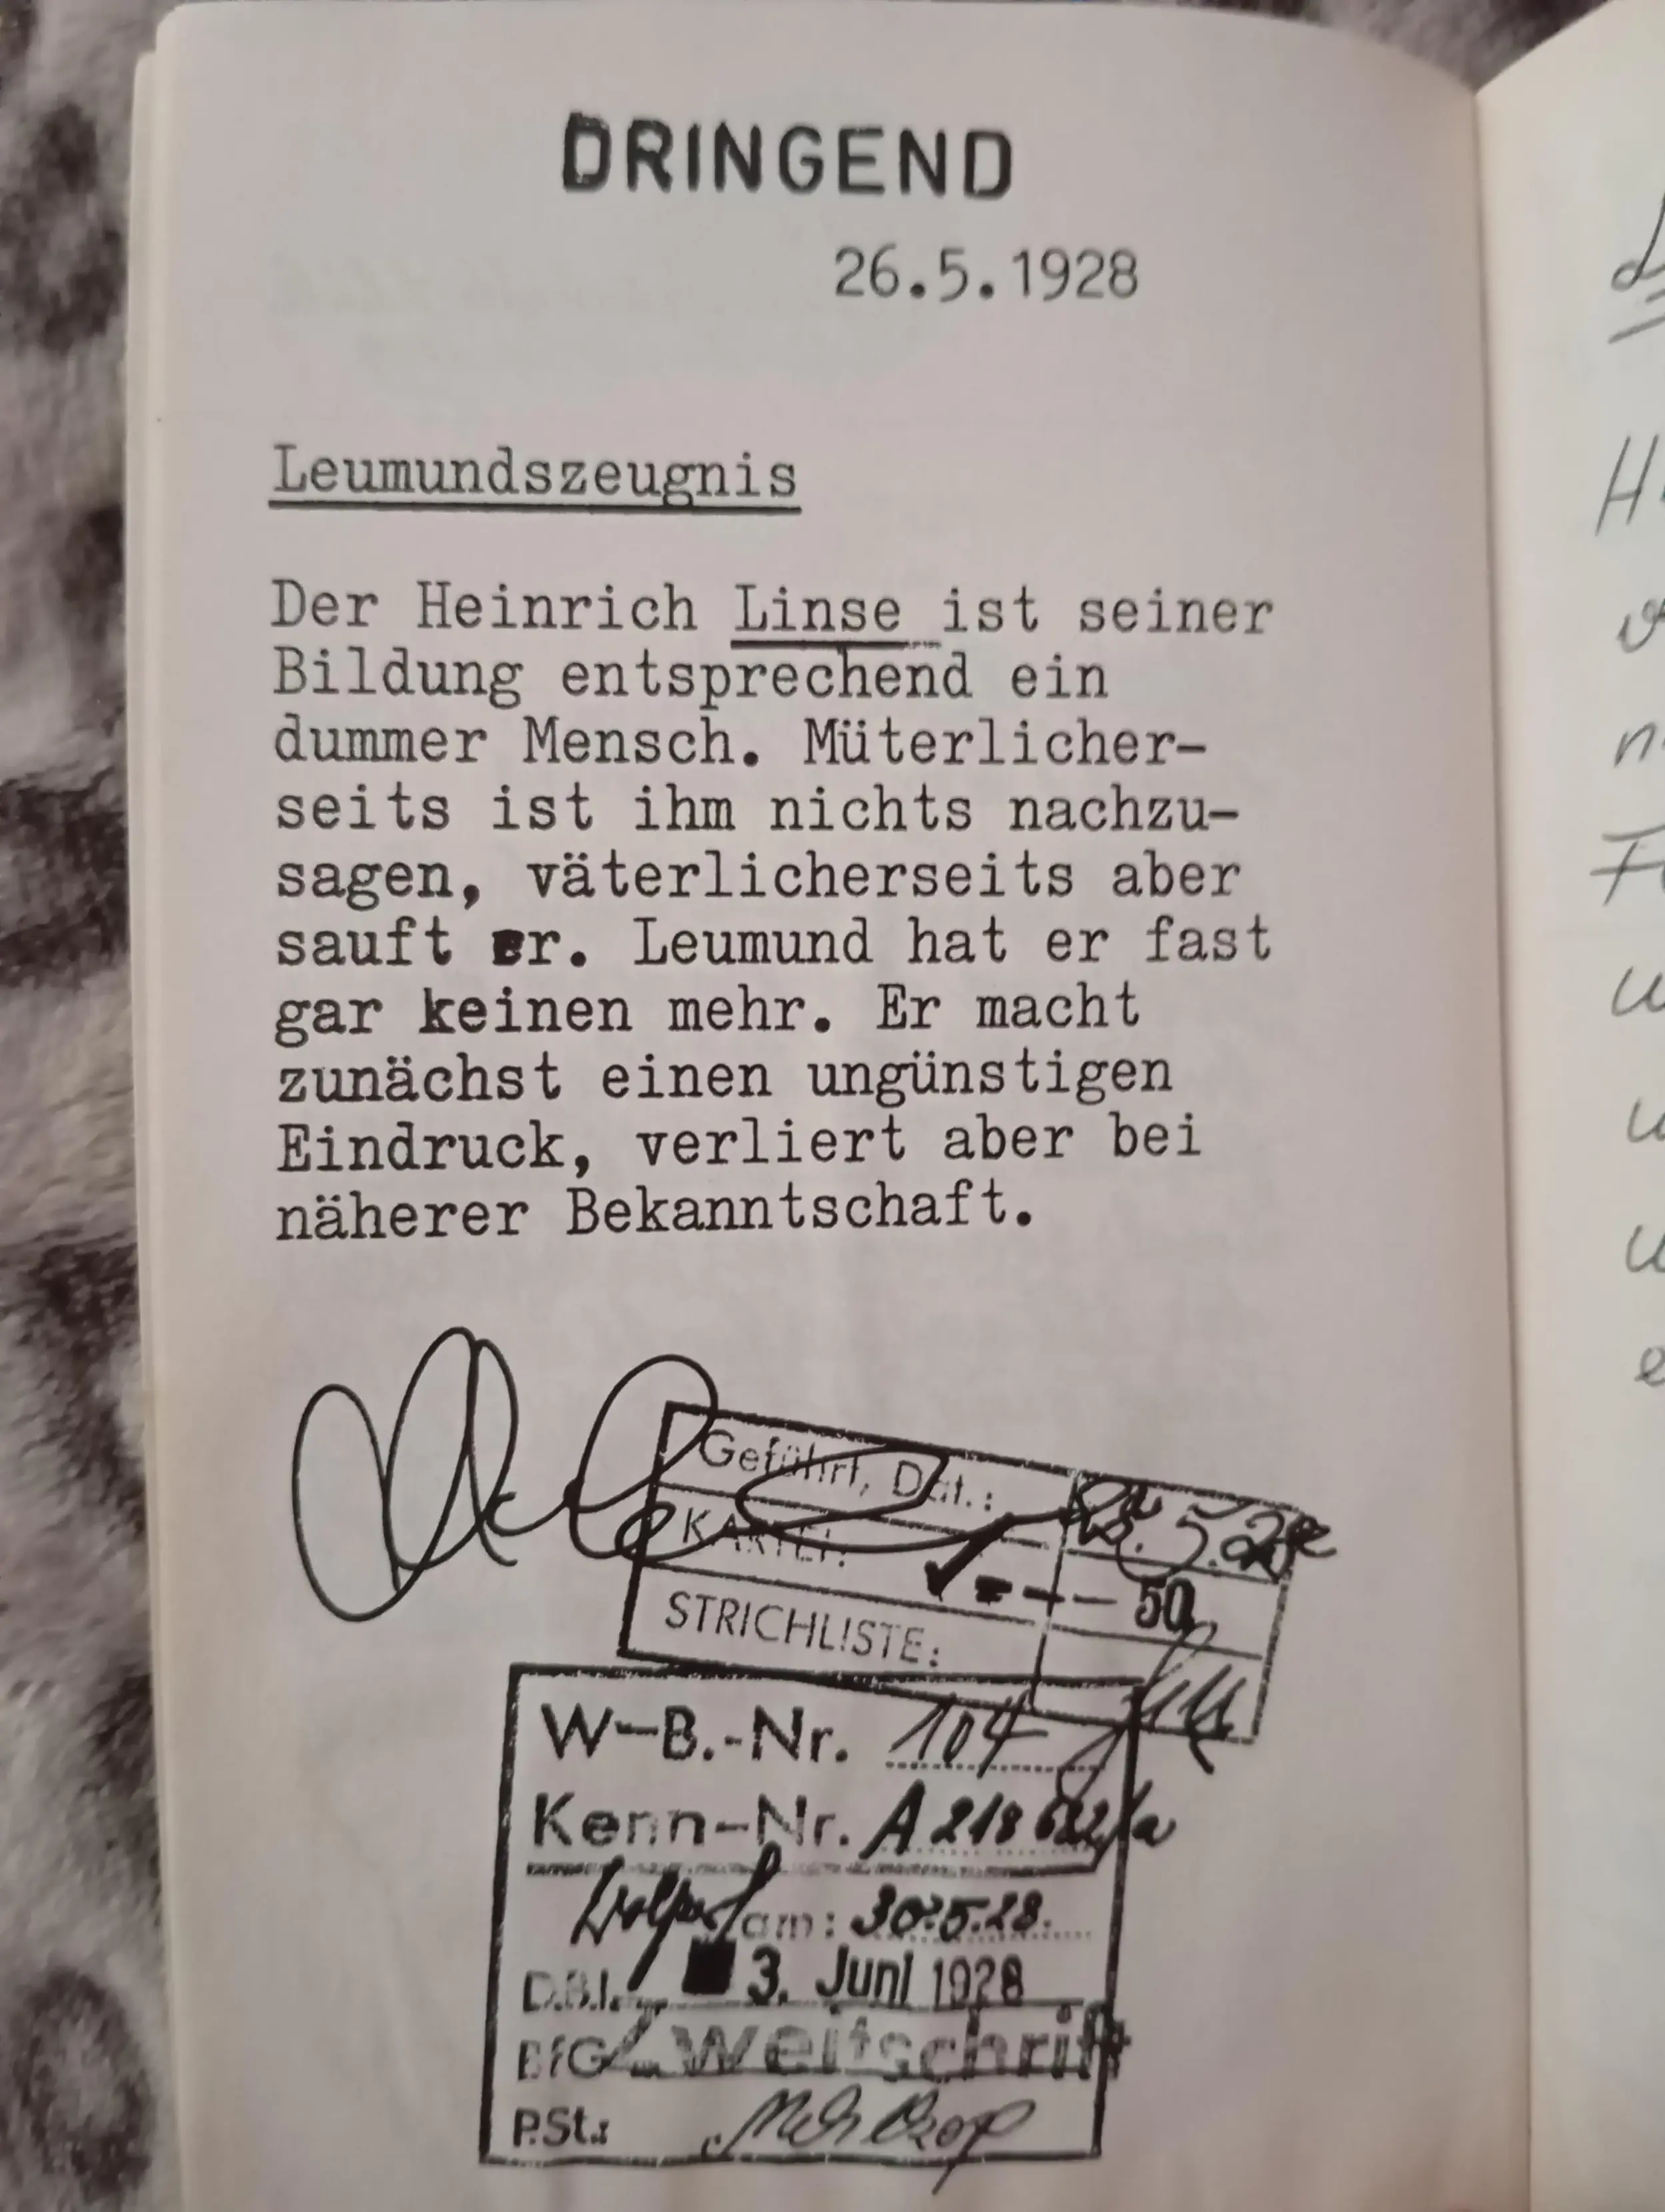 DRINGEND
26.5.1928
Leumundszeugnis
Der Heinrich Linse ist seiner
Bildung entsprechend ein
dummer Mensch. Müterlicher-
seits ist ihm nichts nachzu-
sagen, väterlicherseits aber
sauft er. Leumund hat er fast
gar keinen mehr. Er macht
zunächst einen ungünstigen
Eindruck, verliert aber bei
näherer Bekanntschaft.
Geführt, Dat.:
KARTEI: 50
STRICHLISTE:
W-B.-Nr. 104
Kenn-Nr. A 218
am: 30.5.28.
D.B.I. 3. Juni 1928
BfG Zweitschrift
P.St.: